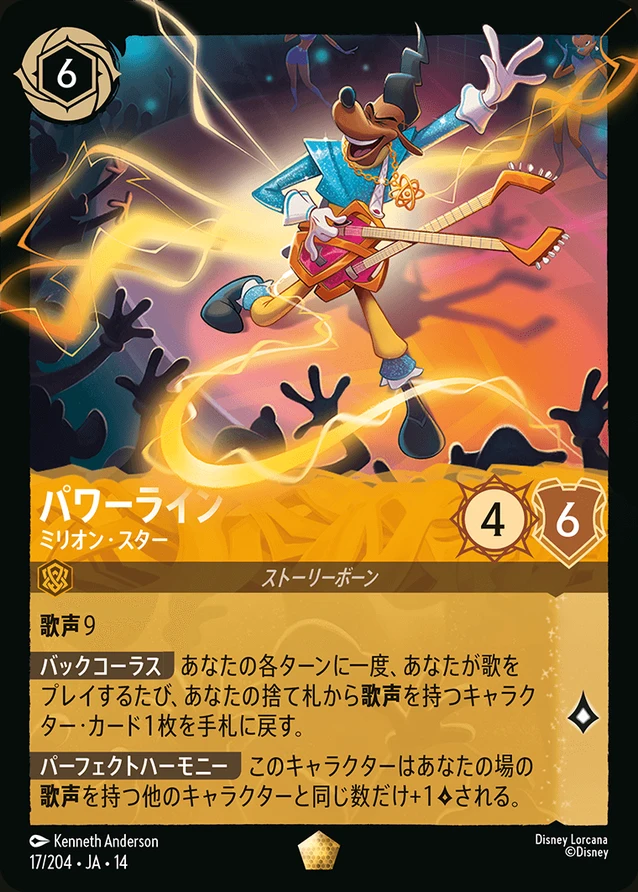 6
パワーライン
ミリオン・スター
4
6
ストーリーボーン
歌声9
バックコーラス あなたの各ターンに一度、あなたが歌を
プレイするたび、あなたの捨て札から歌声を持つキャラク
ター・カード1枚を手札に戻す。
パーフェクトハーモニー このキャラクターはあなたの場の
歌声を持つ他のキャラクターと同じ数だけ+1される。
Kenneth Anderson
17/204・JA・14
Disney Lorcana
©Disney